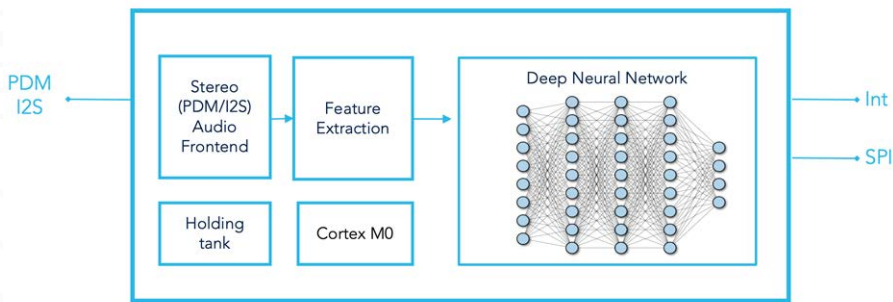 PDM
I2S
Stereo
(PDM/I2S)
Audio
Frontend
Feature
Extraction
Deep Neural Network
Int
SPI
Holding
tank
Cortex M0